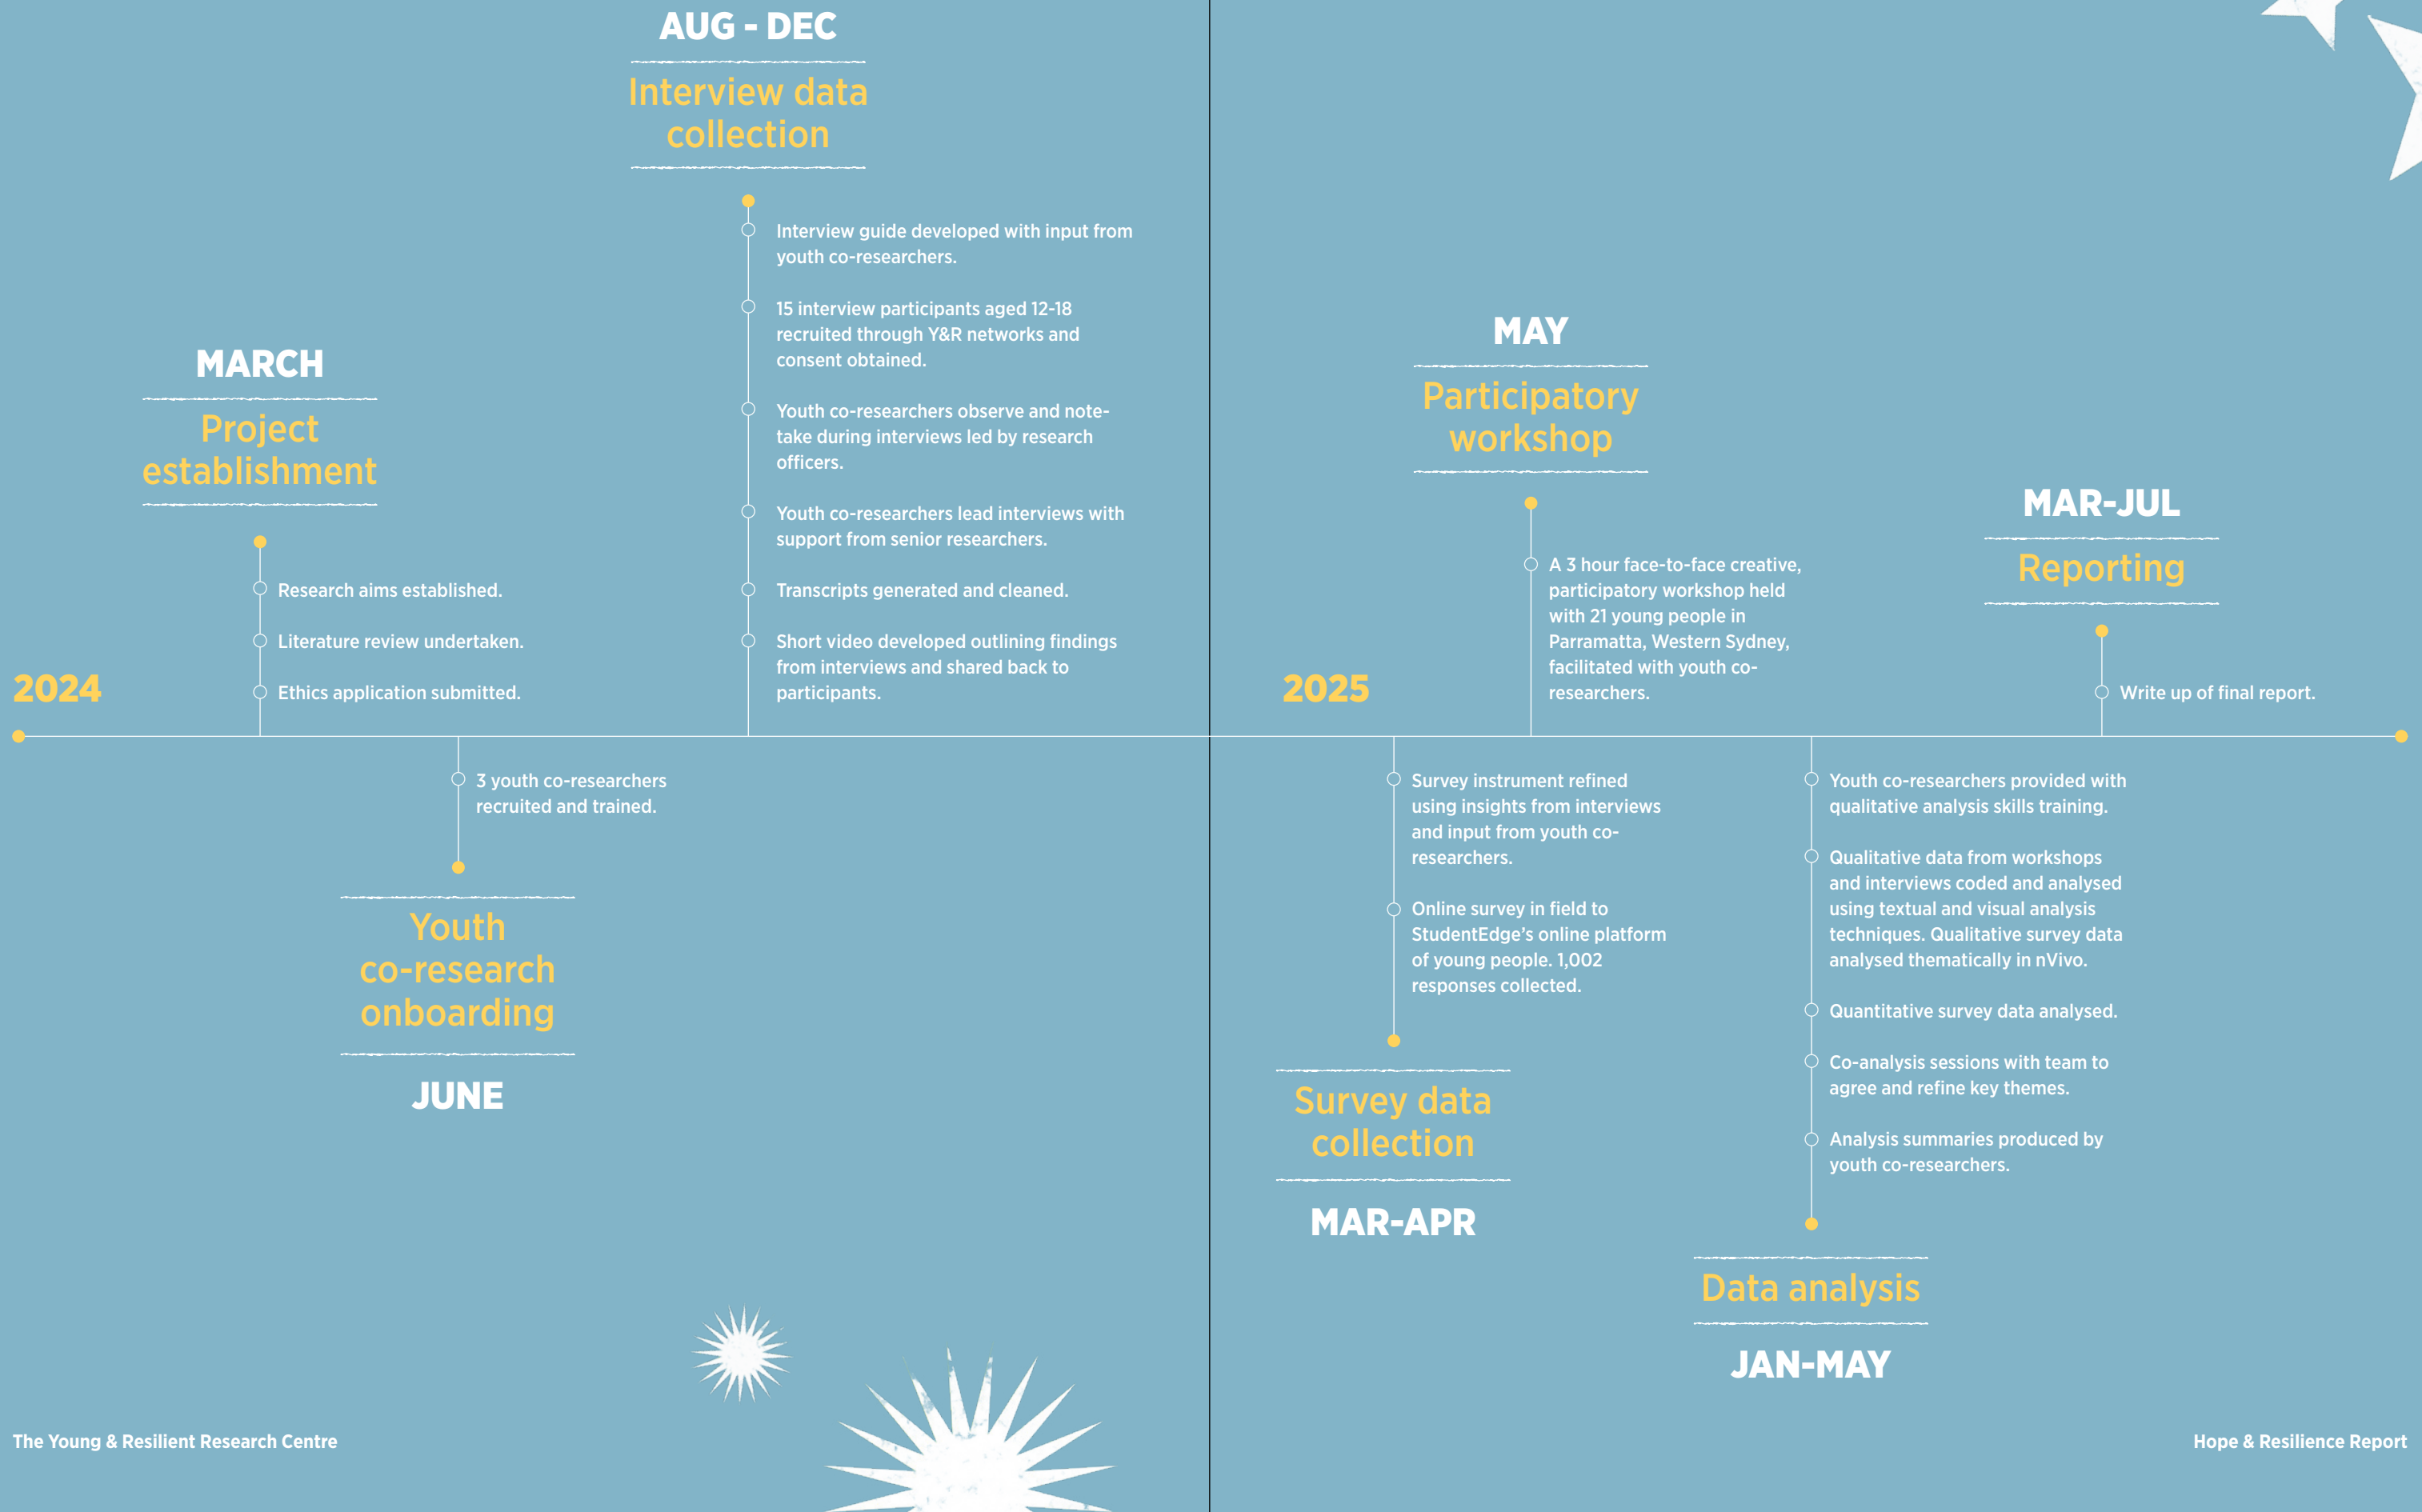 2024
MARCH
Project
establishment
Research aims established.
Literature review undertaken.
Ethics application submitted.
3 youth co-researchers
recruited and trained.
Youth
co-research
onboarding
JUNE
AUG - DEC
Interview data
collection
Interview guide developed with input from
youth co-researchers.
15 interview participants aged 12-18
recruited through Y&R networks and
consent obtained.
Youth co-researchers observe and note-
take during interviews led by research
officers.
Youth co-researchers lead interviews with
support from senior researchers.
Transcripts generated and cleaned.
Short video developed outlining findings
from interviews and shared back to
participants.
2025
Survey instrument refined
using insights from interviews
and input from youth co-
researchers.
Online survey in field to
StudentEdge’s online platform
of young people. 1,002
responses collected.
Survey data
collection
MAR-APR
MAY
Participatory
workshop
A 3 hour face-to-face creative,
participatory workshop held
with 21 young people in
Parramatta, Western Sydney,
facilitated with youth co-
researchers.
Youth co-researchers provided with
qualitative analysis skills training.
Qualitative data from workshops
and interviews coded and analysed
using textual and visual analysis
techniques. Qualitative survey data
analysed thematically in nVivo.
Quantitative survey data analysed.
Co-analysis sessions with team to
agree and refine key themes.
Analysis summaries produced by
youth co-researchers.
Data analysis
JAN-MAY
MAR-JUL
Reporting
Write up of final report.
The Young & Resilient Research Centre
Hope & Resilience Report